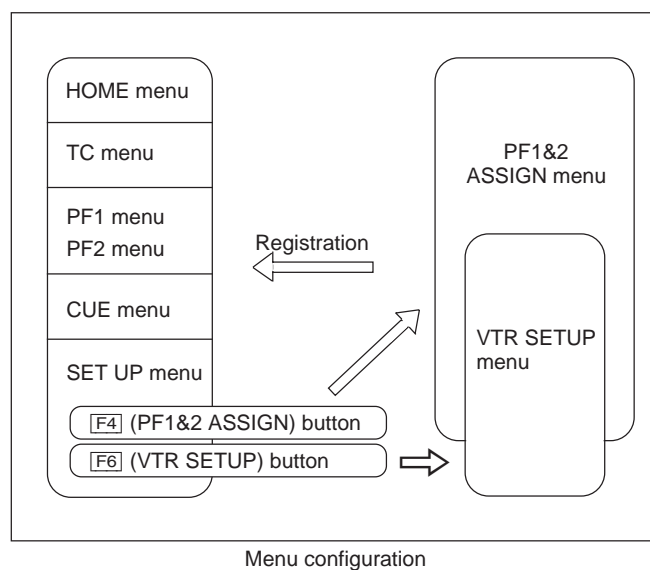 HOME menu
TC menu
PF1 menu
PF2 menu
CUE menu
SET UP menu
F4 (PF1&2 ASSIGN) button
F6 (VTR SETUP) button
Registration
PF1&2
ASSIGN menu
VTR SETUP
menu
Menu configuration